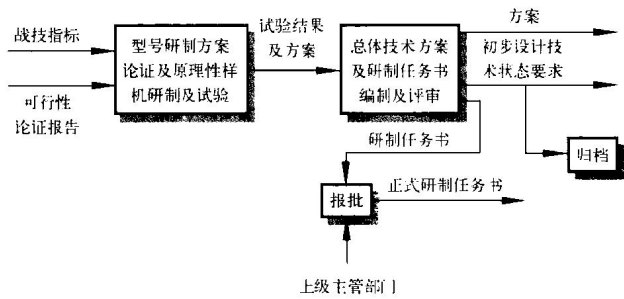 战技指标
可行性
论证报告
型号研制方案
论证及原理性样
机研制及试验
试验结果
及方案
总体技术方案
及研制任务书
编制及评审
方案
初步设计技
术状态要求
研制任务书
归档
报批
正式研制任务书
上级主管部门